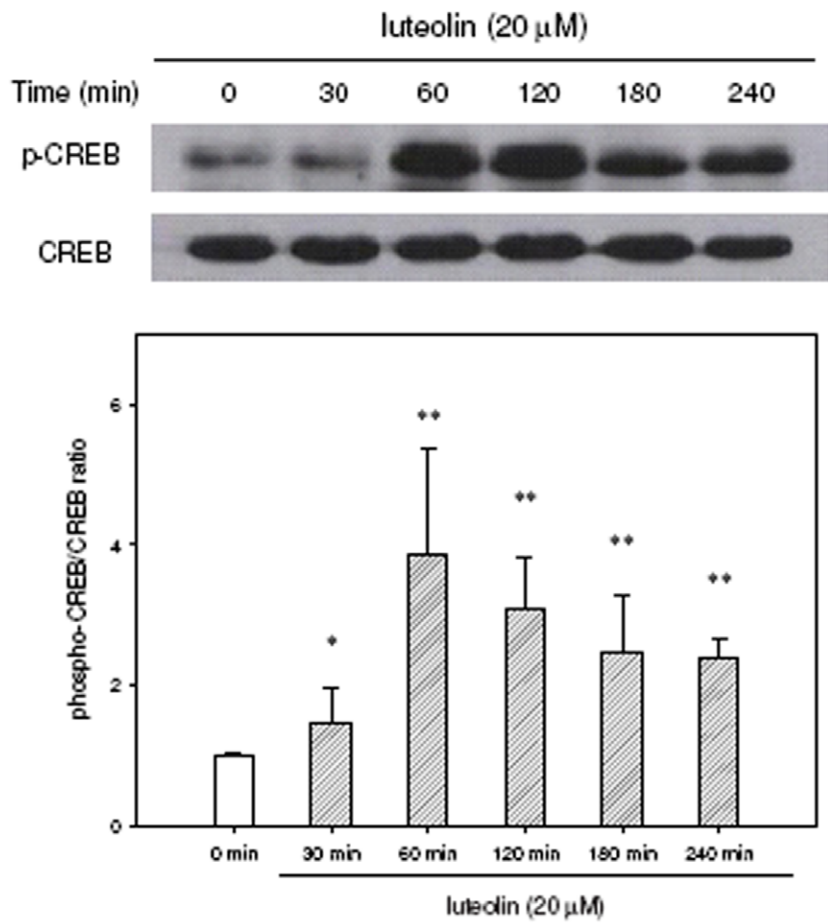 luteolin (20 µM)
Time (min) 0 30 60 120 180 240
p-CREB
CREB
phospho-CREB/CREB ratio
6
4
2
0
**
**
**
**
*
0 min 30 min 60 min 120 min 180 min 240 min
luteolin (20 µM)